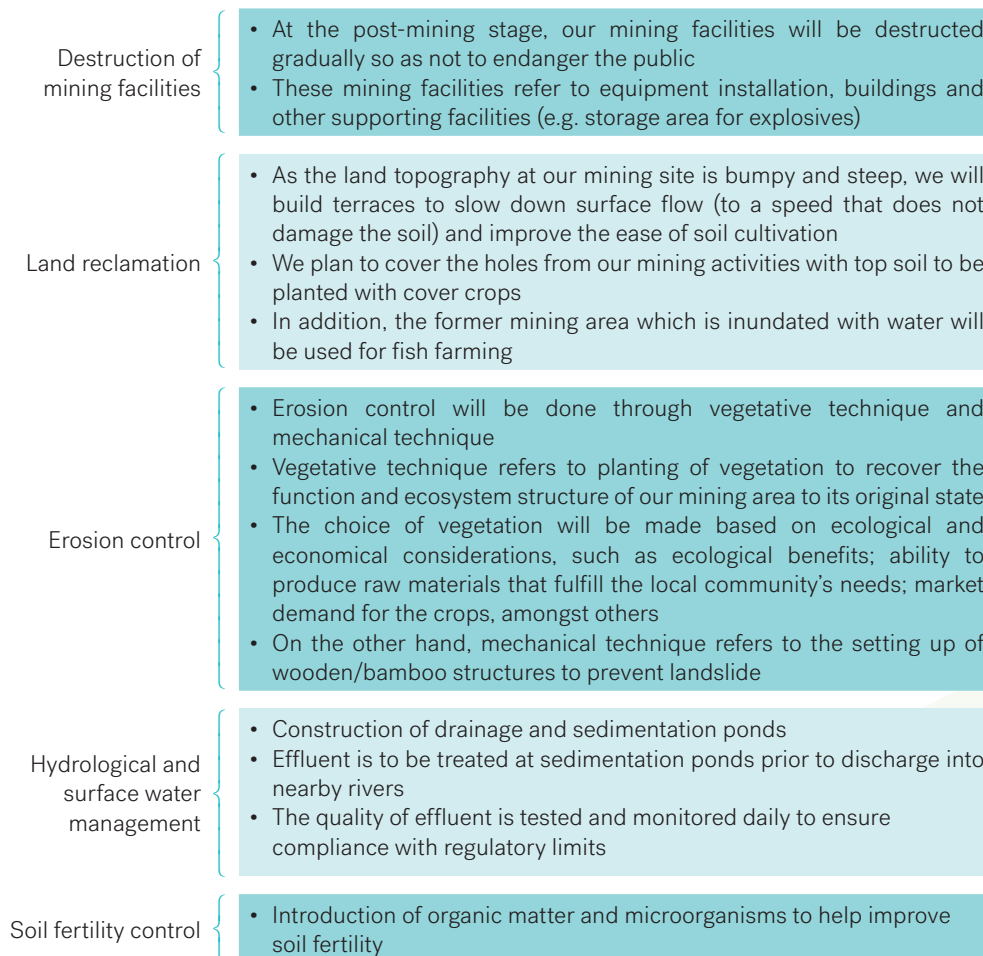 Destruction of
mining facilities
• At the post-mining stage, our mining facilities will be destructed
gradually so as not to endanger the public
• These mining facilities refer to equipment installation, buildings and
other supporting facilities (e.g. storage area for explosives)
Land reclamation
• As the land topography at our mining site is bumpy and steep, we will
build terraces to slow down surface flow (to a speed that does not
damage the soil) and improve the ease of soil cultivation
• We plan to cover the holes from our mining activities with top soil to be
planted with cover crops
• In addition, the former mining area which is inundated with water will
be used for fish farming
Erosion control
• Erosion control will be done through vegetative technique and
mechanical technique
• Vegetative technique refers to planting of vegetation to recover the
function and ecosystem structure of our mining area to its original state
• The choice of vegetation will be made based on ecological and
economical considerations, such as ecological benefits; ability to
produce raw materials that fulfill the local community’s needs; market
demand for the crops, amongst others
• On the other hand, mechanical technique refers to the setting up of
wooden/bamboo structures to prevent landslide
Hydrological and
surface water
management
• Construction of drainage and sedimentation ponds
• Effluent is to be treated at sedimentation ponds prior to discharge into
nearby rivers
• The quality of effluent is tested and monitored daily to ensure
compliance with regulatory limits
Soil fertility control
• Introduction of organic matter and microorganisms to help improve
soil fertility